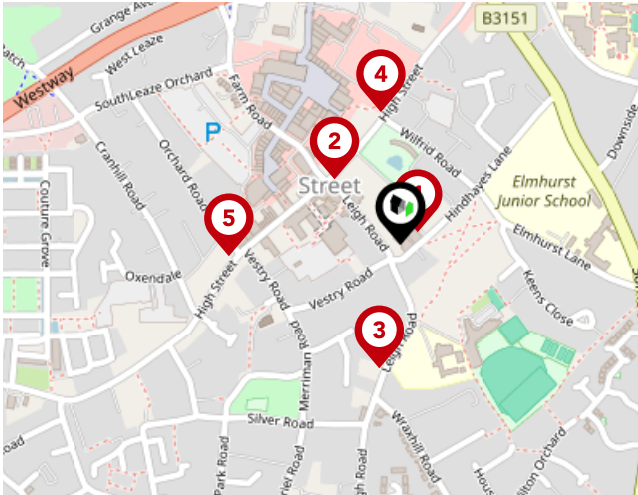 Grange Ave
B3151
West Leaze
Westway
SouthLeaze Orchard
4
High Street
Farm Road
P
2
Wilfrid Road
Downside
Orchard Road
Cranhill Road
Couture Grove
Street
Elmhurst
Junior School
Hindhaves Lane
5
Leigh Road
Elmhurst Lane
Vestry Road
Oxendale
High Street
Vestry Road
Keens Close
3
Leigh Road
Merriman Road
Silver Road
Wraxhill Road
Park Road